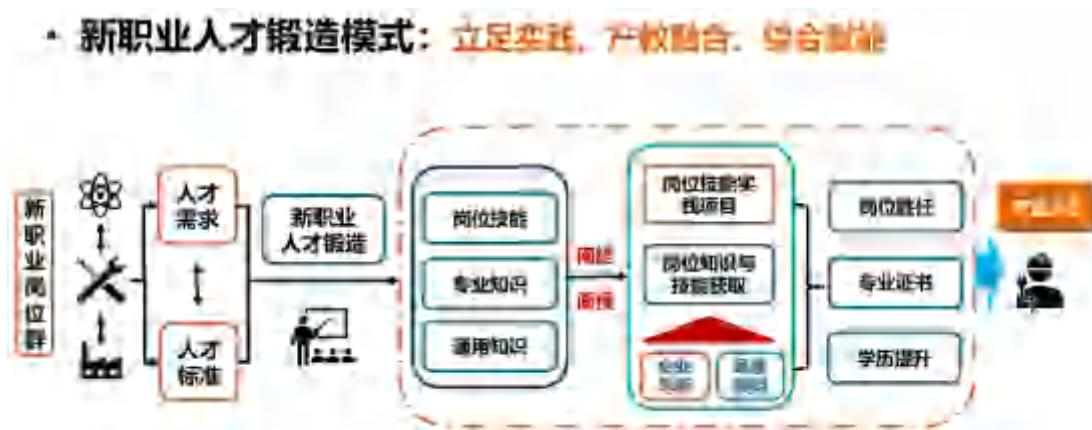 新职业人才锻造模式：立足实践、产教融合、综合赋能
新职业岗位群
人才
需求
人才
标准
新职业
人才锻造
岗位技能
专业知识
通用知识
赋能
岗位技能实
践项目
岗位知识与
技能获取
岗位胜任
专业证书
学历提升